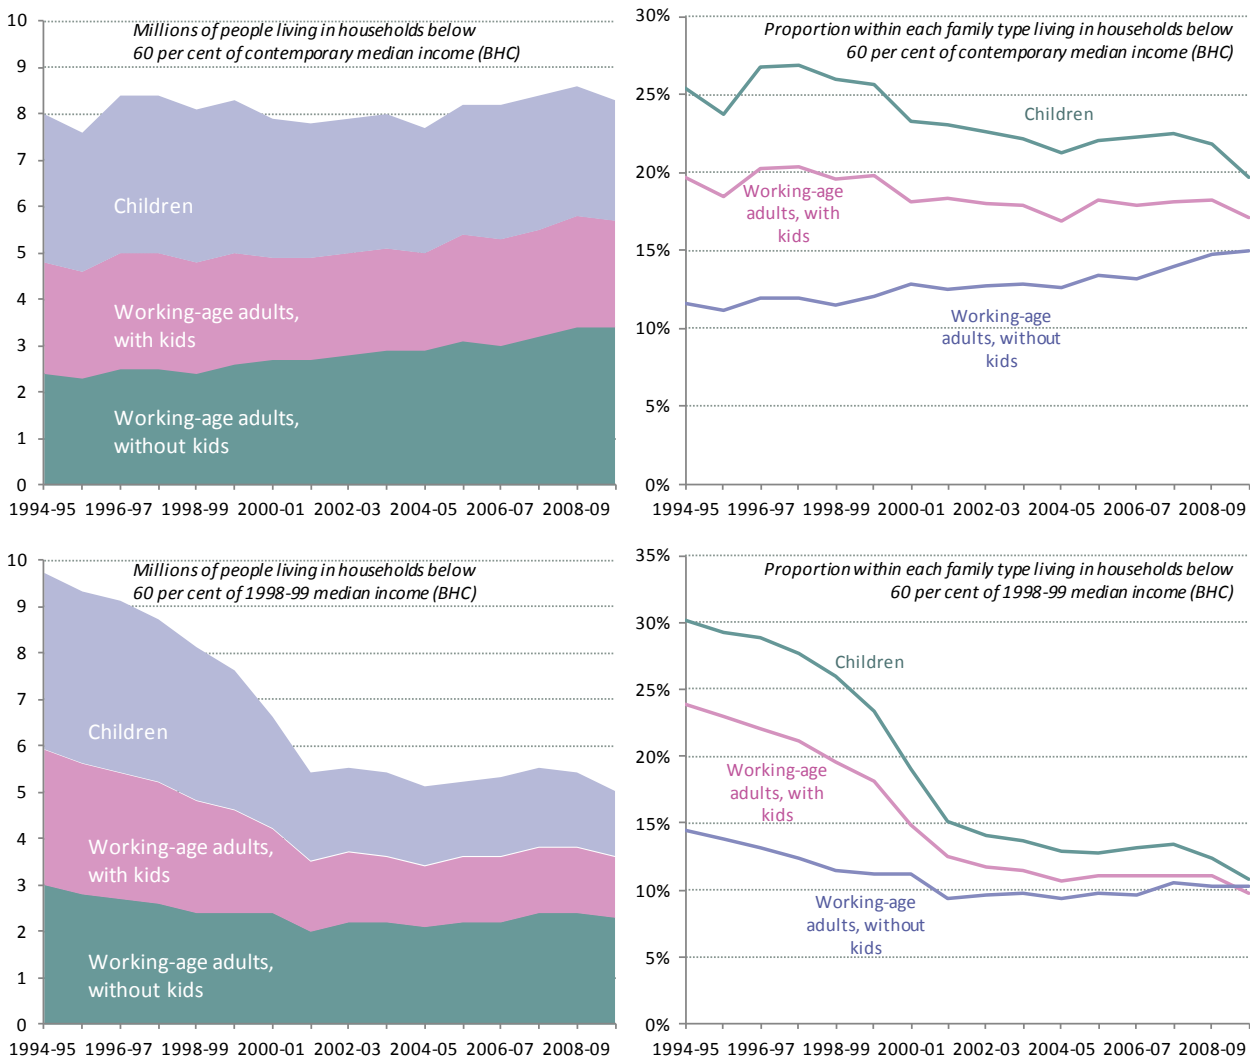 Millions of people living in households below
60 per cent of contemporary median income (BHC)
10
9
8
7
6
5
4
3
2
1
0
Children
Working-age adults,
with kids
Working-age adults,
without kids
1994-95 1996-97 1998-99 2000-01 2002-03 2004-05 2006-07 2008-09
Proportion within each family type living in households below
60 per cent of contemporary median income (BHC)
30%
25%
20%
15%
10%
5%
0%
Children
Working-age
adults, with
kids
Working-age
adults, without
kids
1994-95 1996-97 1998-99 2000-01 2002-03 2004-05 2006-07 2008-09
Millions of people living in households below
60 per cent of 1998-99 median income (BHC)
10
9
8
7
6
5
4
3
2
1
0
Children
Working-age adults,
with kids
Working-age adults,
without kids
1994-95 1996-97 1998-99 2000-01 2002-03 2004-05 2006-07 2008-09
Proportion within each family type living in households below
60 per cent of 1998-99 median income (BHC)
35%
30%
25%
20%
15%
10%
5%
0%
Children
Working-age
adults, with
kids
Working-age
adults, without
kids
1994-95 1996-97 1998-99 2000-01 2002-03 2004-05 2006-07 2008-09